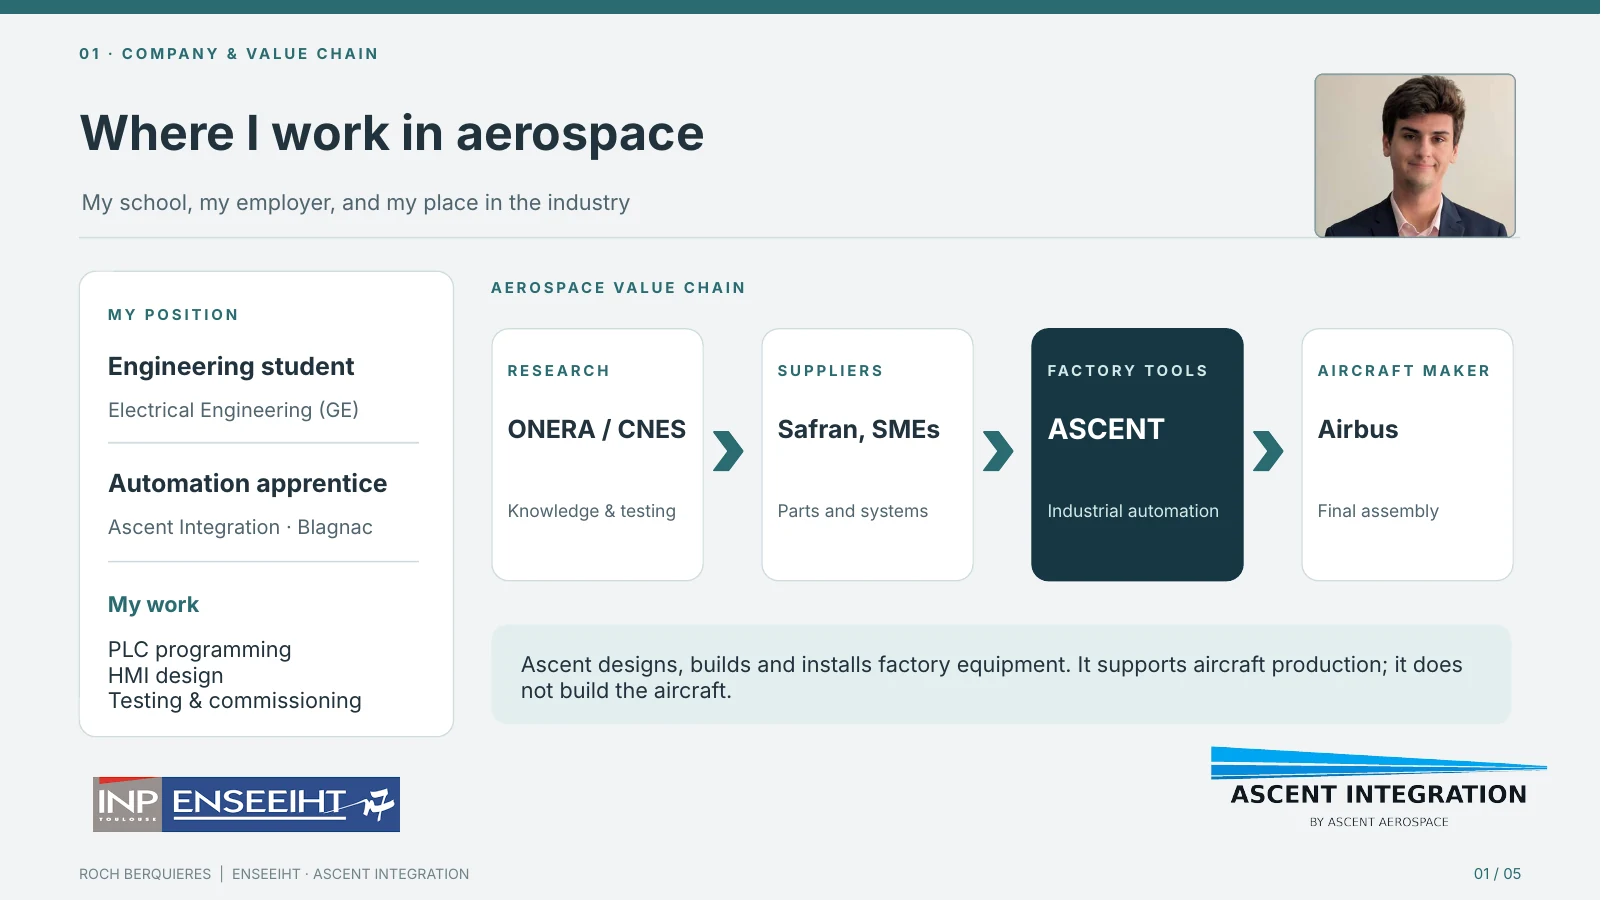 01 · COMPANY & VALUE CHAIN
Where I work in aerospace
My school, my employer, and my place in the industry
MY POSITION
Engineering student
Electrical Engineering (GE)
Automation apprentice
Ascent Integration · Blagnac
My work
PLC programming
HMI design
Testing & commissioning
AEROSPACE VALUE CHAIN
RESEARCH
ONERA / CNES
Knowledge & testing
SUPPLIERS
Safran, SMEs
Parts and systems
FACTORY TOOLS
ASCENT
Industrial automation
AIRCRAFT MAKER
Airbus
Final assembly
Ascent designs, builds and installs factory equipment. It supports aircraft production; it does
not build the aircraft.
INP ENSEEIHT n7
TOULOUSE
ASCENT INTEGRATION
BY ASCENT AEROSPACE
ROCH BERQUIERES | ENSEEIHT · ASCENT INTEGRATION
01 / 05